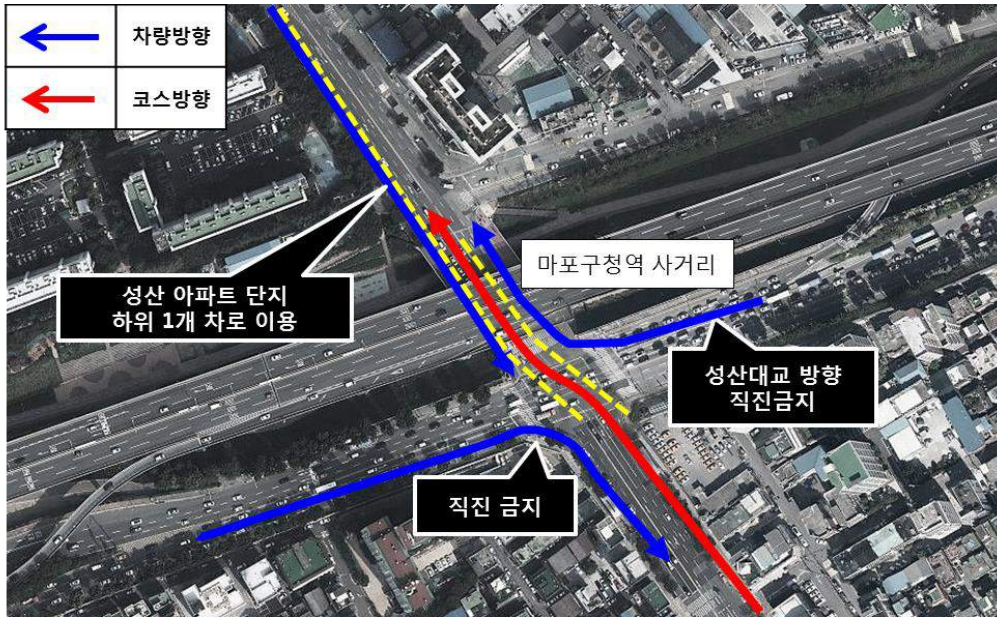 차량방향
코스방향
마포구청역 사거리
성산 아파트 단지
하위 1개 차로 이용
성산대교 방향
직진금지
직진 금지